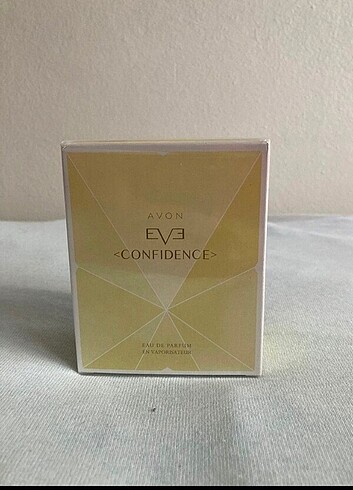 AVON
EVE
<CONFIDENCE>
EAU DE PARFUM
EN VAPORISATEUR